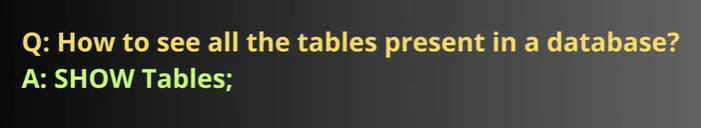 Q: How to see all the tables present in a database?
A: SHOW Tables;